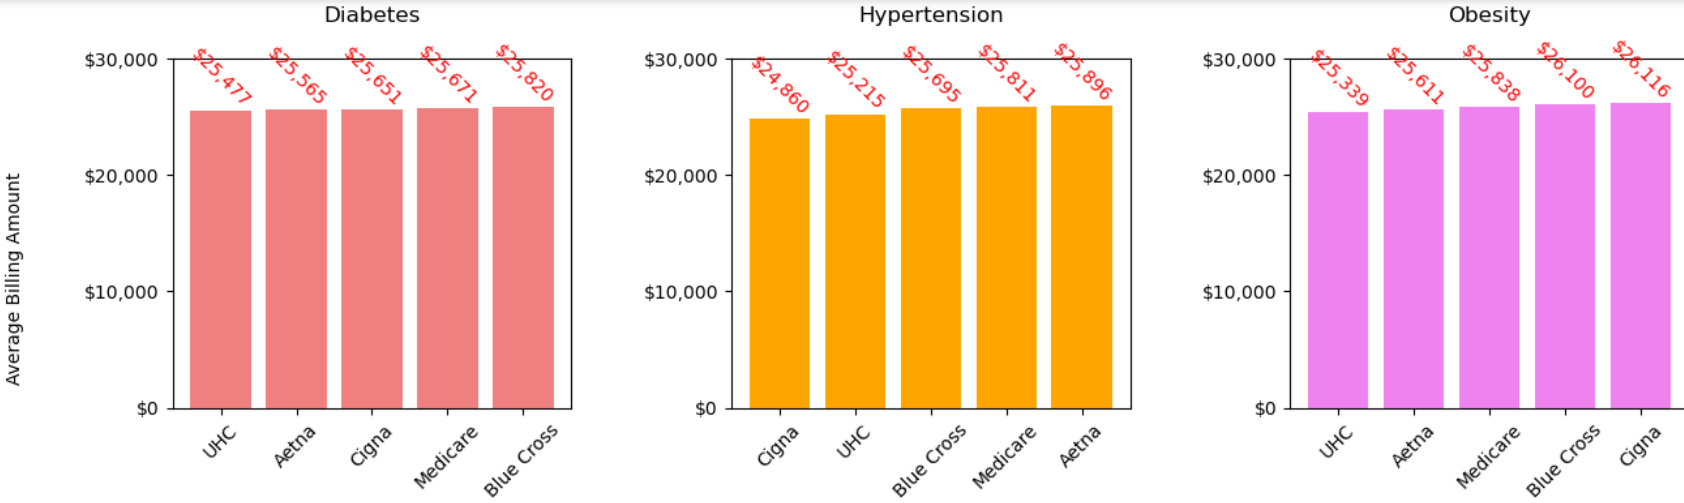 Diabetes
Hypertension
Obesity
Average Billing Amount
$30,000
$20,000
$10,000
$0
$25,477
$25,565
$25,651
$25,671
$25,820
UHC
Aetna
Cigna
Medicare
Blue Cross
$30,000
$20,000
$10,000
$0
$24,860
$25,215
$25,695
$25,811
$25,896
Cigna
UHC
Blue Cross
Medicare
Aetna
$30,000
$20,000
$10,000
$0
$25,339
$25,611
$25,838
$26,100
$26,116
UHC
Aetna
Medicare
Blue Cross
Cigna